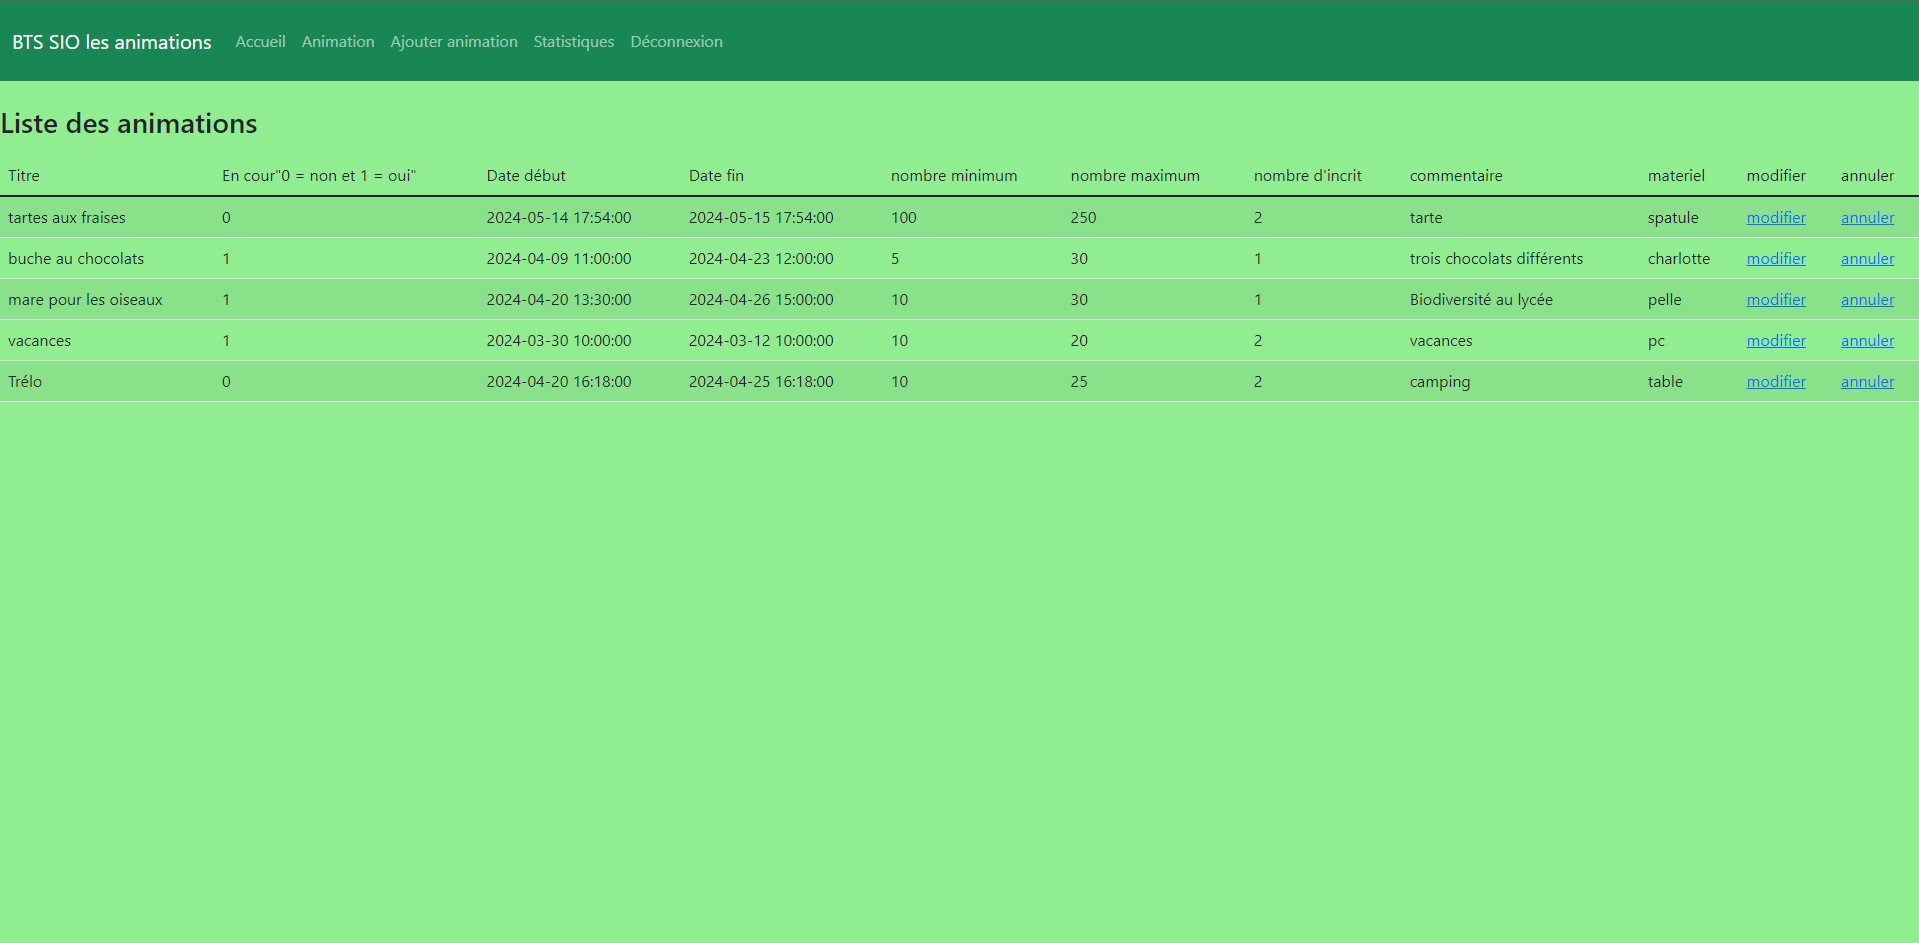 BTS SIO les animations Accueil Animation Ajouter animation Statistiques Déconnexion
Liste des animations
Titre En cour"0 = non et 1 = oui" Date début Date fin nombre minimum nombre maximum nombre d'incrit commentaire materiel modifier annuler
tartes aux fraises 0 2024-05-14 17:54:00 2024-05-15 17:54:00 100 250 2 tarte spatule modifier annuler
buche au chocolats 1 2024-04-09 11:00:00 2024-04-23 12:00:00 5 30 1 trois chocolats différents charlotte modifier annuler
mare pour les oiseaux 1 2024-04-20 13:30:00 2024-04-26 15:00:00 10 30 1 Biodiversité au lycée pelle modifier annuler
vacances 1 2024-03-30 10:00:00 2024-03-12 10:00:00 10 20 2 vacances pc modifier annuler
Trélo 0 2024-04-20 16:18:00 2024-04-25 16:18:00 10 25 2 camping table modifier annuler